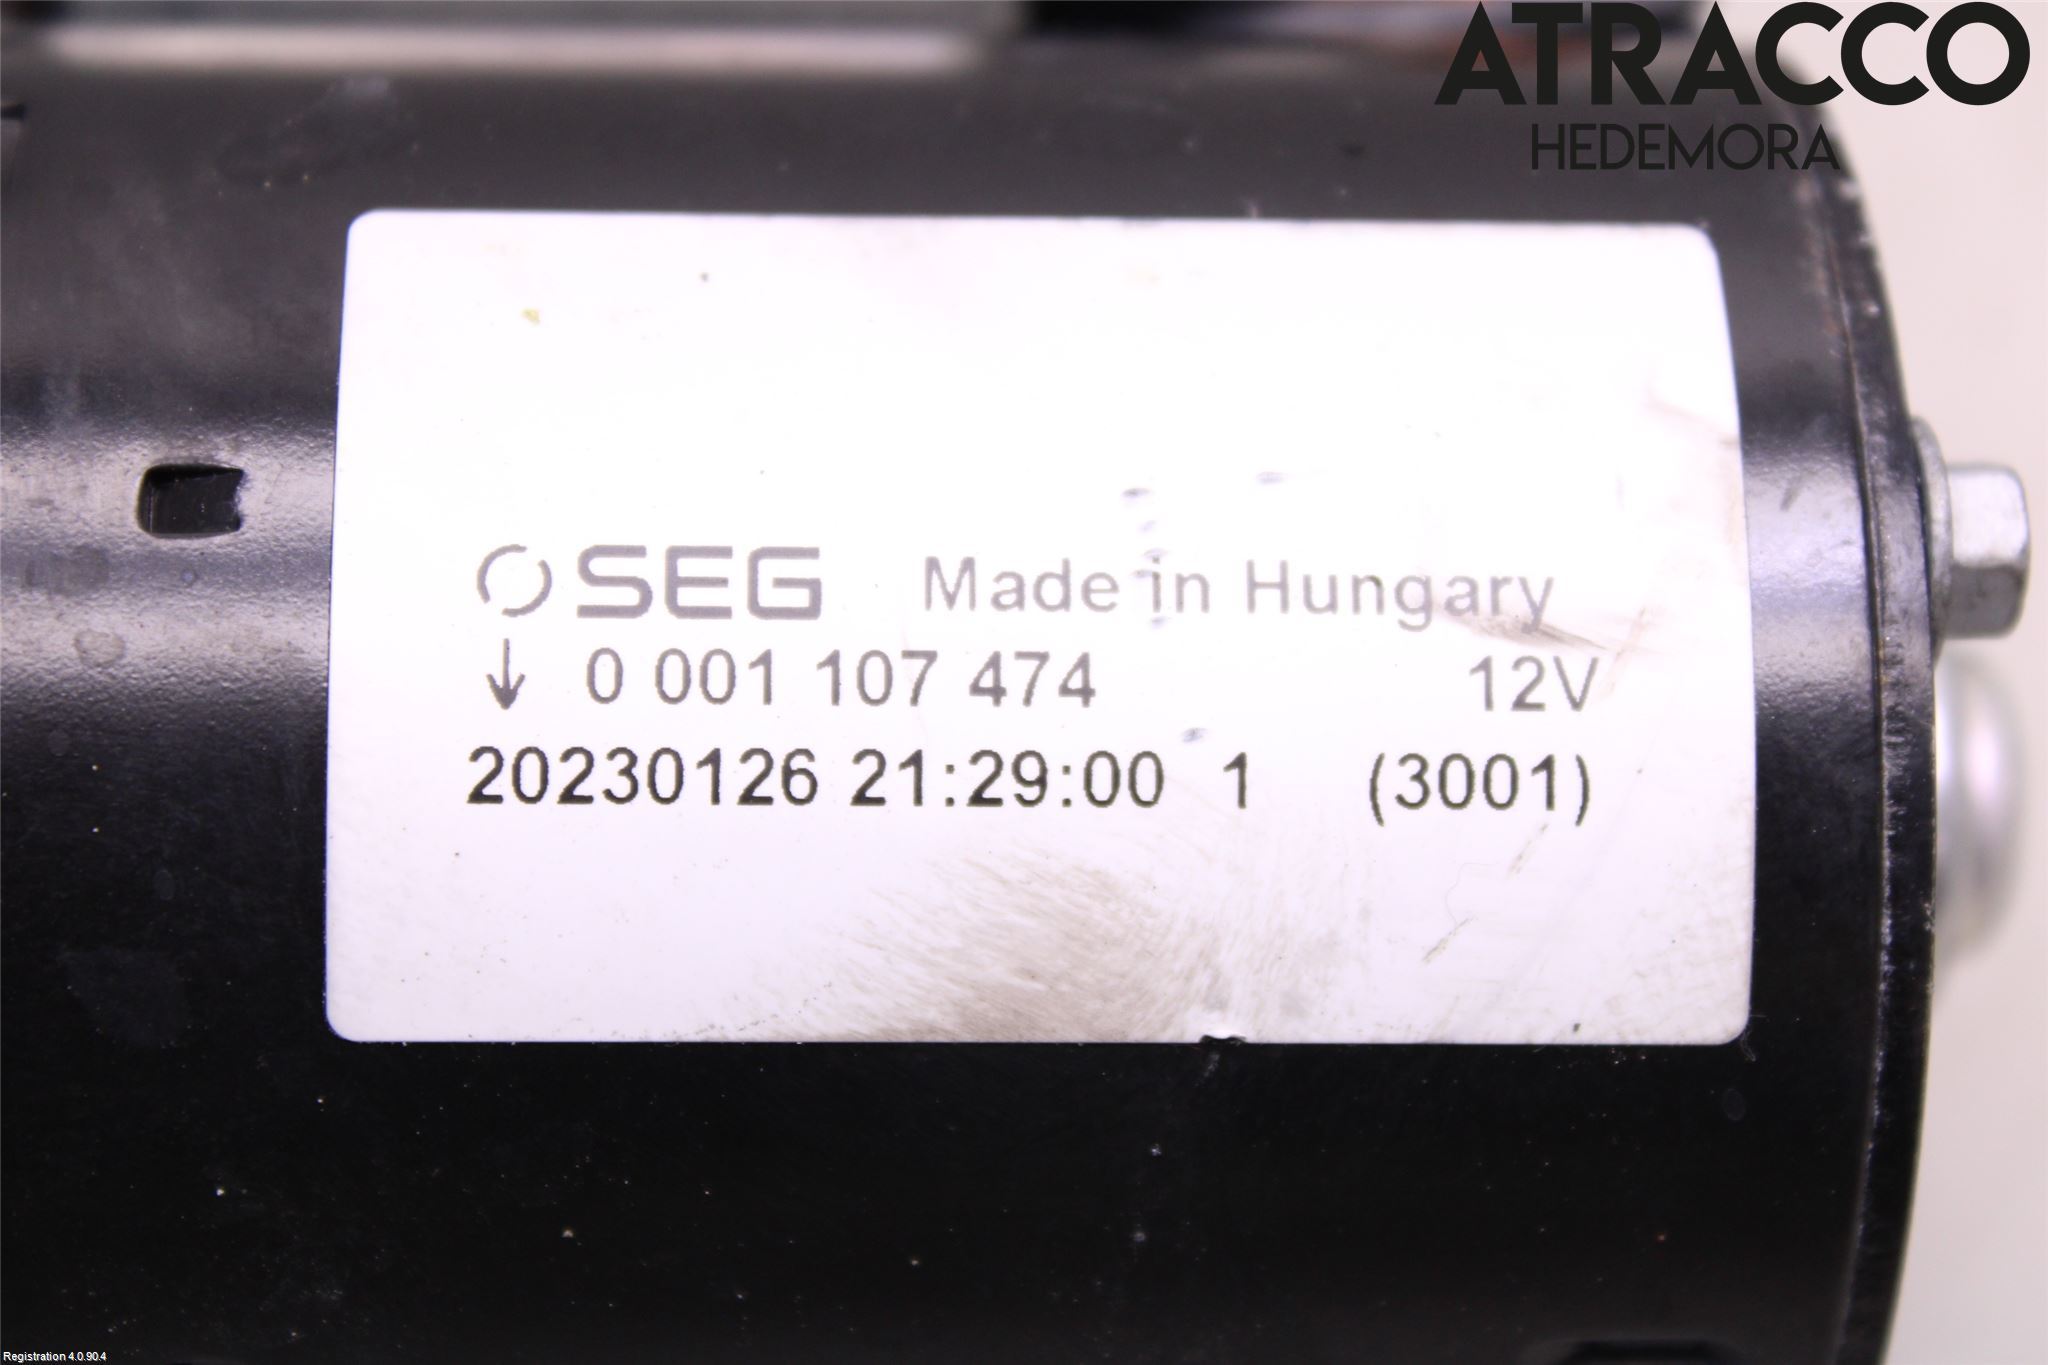 ATRACCO
HEDEMORA
SEG Made in Hungary
↓ 0 001 107 474 12V
20230126 21:29:00 1 (3001)
Registration 4.0.90.4